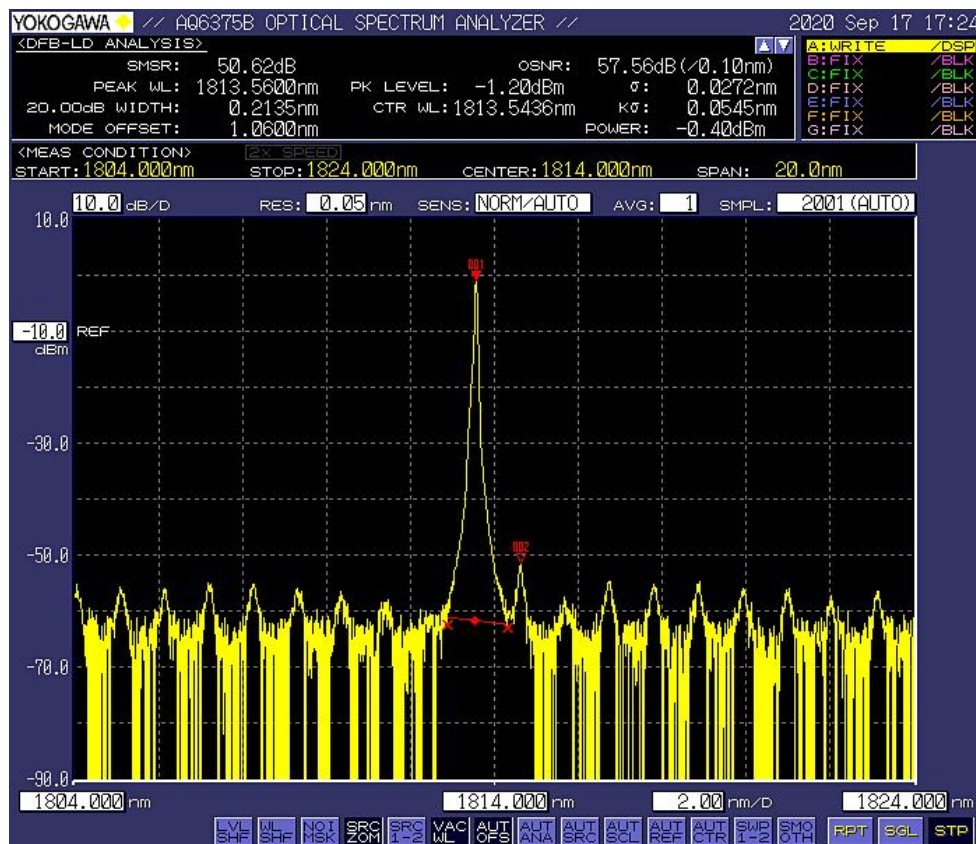 YOKOGAWA // AQ6375B OPTICAL SPECTRUM ANALYZER // 2020 Sep 17 17:24
<DFB-LD ANALYSIS>
SMSR: 50.62dB OSNR: 57.56dB(/0.10nm)
PEAK WL: 1813.5600nm PK LEVEL: -1.20dBm σ: 0.0272nm
20.00dB WIDTH: 0.2135nm CTR WL:1813.5436nm Kσ: 0.0545nm
MODE OFFSET: 1.0600nm POWER: -0.40dBm
A:WRITE /DSP
B:FIX /BLK
C:FIX /BLK
D:FIX /BLK
E:FIX /BLK
F:FIX /BLK
G:FIX /BLK
<MEAS CONDITION> 2x SPEED
START:1804.000nm STOP:1824.000nm CENTER:1814.000nm SPAN: 20.0nm
10.0 dB/D RES: 0.05 nm SENS: NORM/AUTO AVG: 1 SMPL: 2001(AUTO)
10.0
001
-10.0 REF
dBm
-30.0
-50.0
002
-70.0
-90.0
1804.000 nm 1814.000 nm 2.00 nm/D 1824.000 nm
LVL SHF WL SHF NOI MSK SRC ZOM SRC 1-2 VAC WL AUT OFS AUT ANA AUT SRC AUT SCL AUT REF AUT CTR SWP 1-2 SMO OTH RPT SGL STP